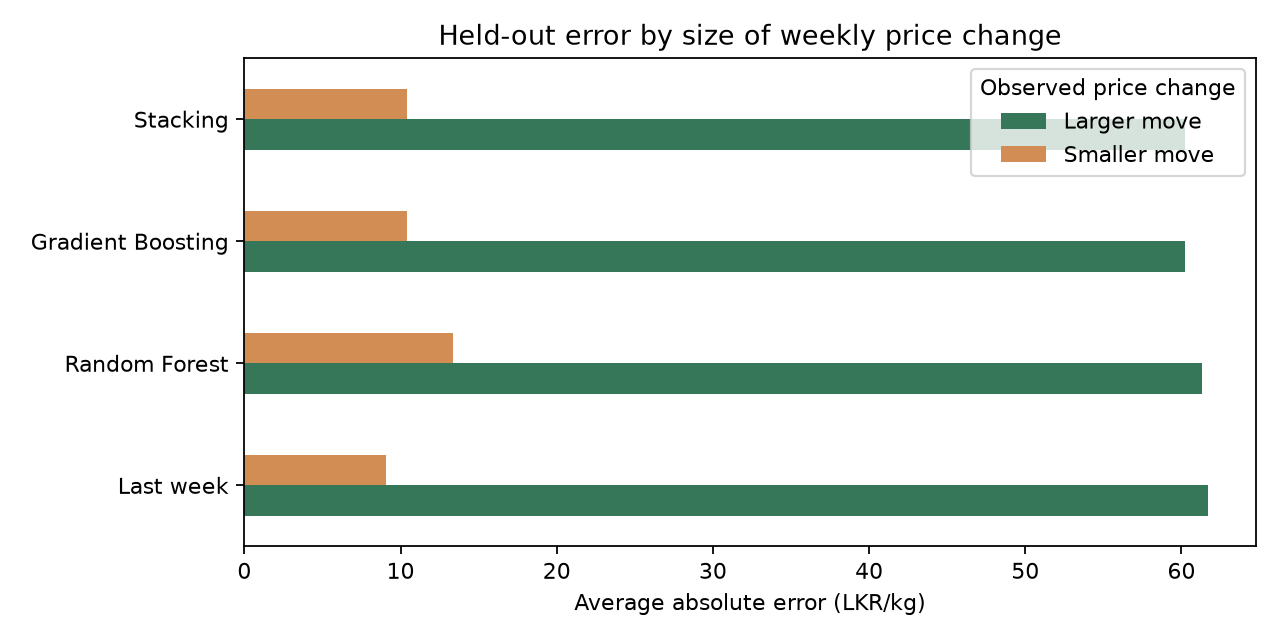 Held-out error by size of weekly price change
Observed price change
Larger move
Smaller move
Stacking
Gradient Boosting
Random Forest
Last week
0 10 20 30 40 50 60
Average absolute error (LKR/kg)